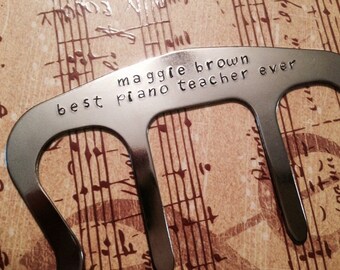 maggie brown
best piano teacher ever